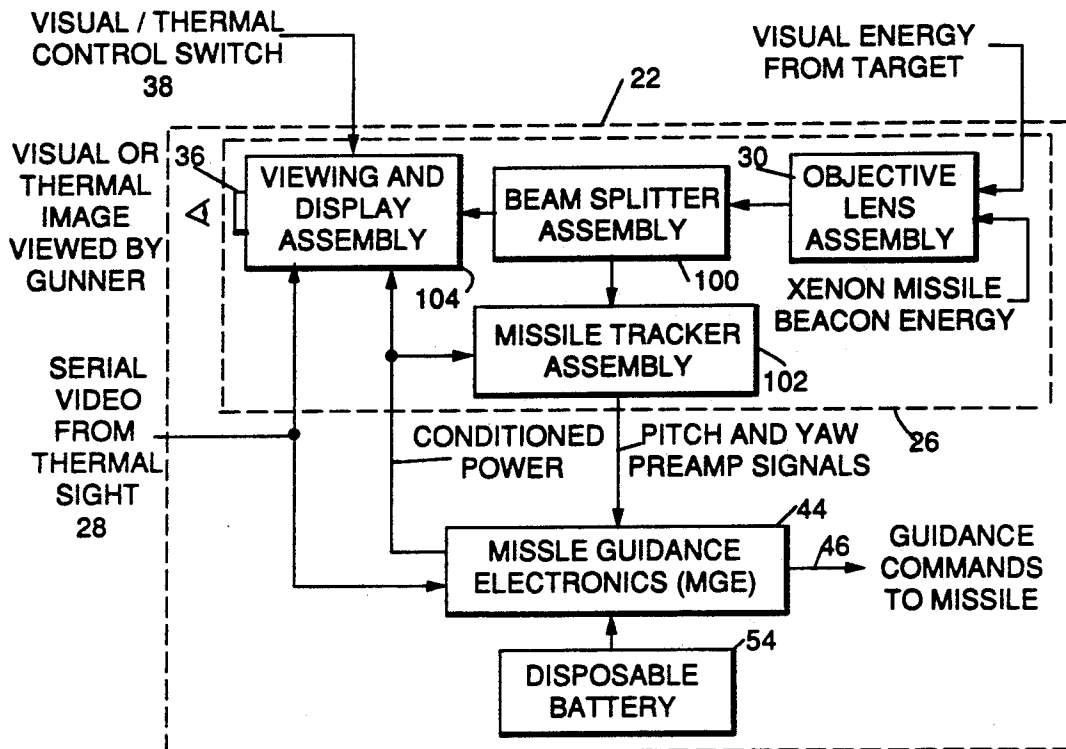 VISUAL / THERMAL
CONTROL SWITCH
38
VISUAL ENERGY
FROM TARGET
22
VISUAL OR
THERMAL
IMAGE
VIEWED BY
GUNNER
36
VIEWING AND
DISPLAY
ASSEMBLY
104
BEAM SPLITTER
ASSEMBLY
100
30
OBJECTIVE
LENS
ASSEMBLY
XENON MISSILE
BEACON ENERGY
MISSILE TRACKER
ASSEMBLY
102
26
SERIAL
VIDEO
FROM
THERMAL
SIGHT
28
CONDITIONED
POWER
PITCH AND YAW
PREAMP SIGNALS
44
MISSLE GUIDANCE
ELECTRONICS (MGE)
46
GUIDANCE
COMMANDS
TO MISSILE
54
DISPOSABLE
BATTERY